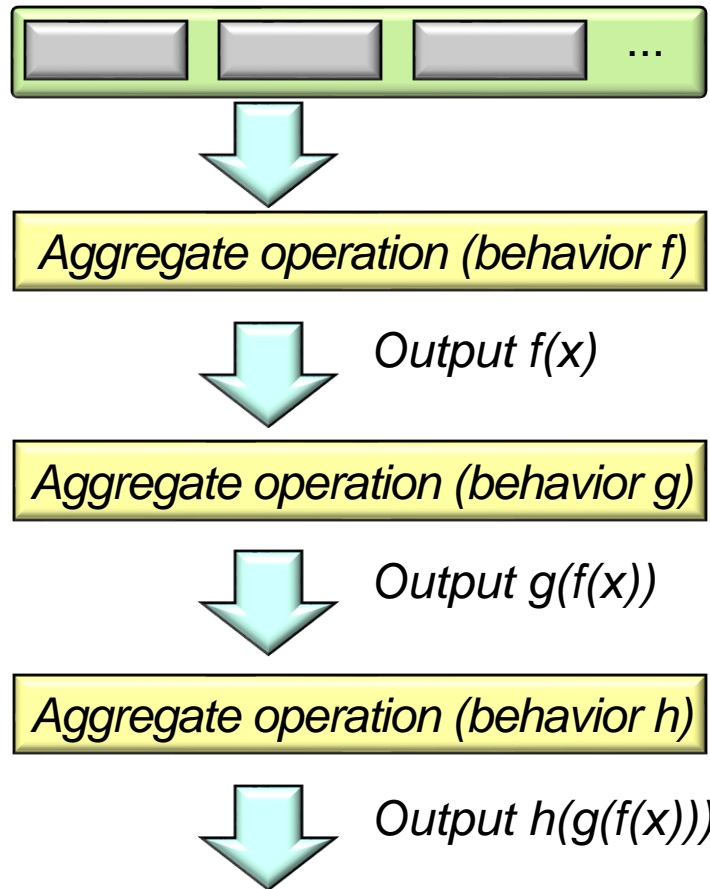 ...
Aggregate operation (behavior f)
Output f(x)
Aggregate operation (behavior g)
Output g(f(x))
Aggregate operation (behavior h)
Output h(g(f(x)))